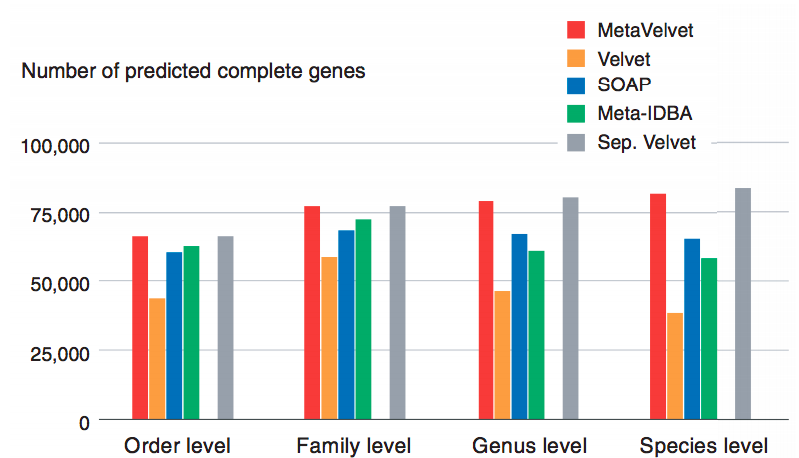 MetaVelvet
Velvet
SOAP
Meta-IDBA
Sep. Velvet
Number of predicted complete genes
100,000
75,000
50,000
25,000
0
Order level
Family level
Genus level
Species level